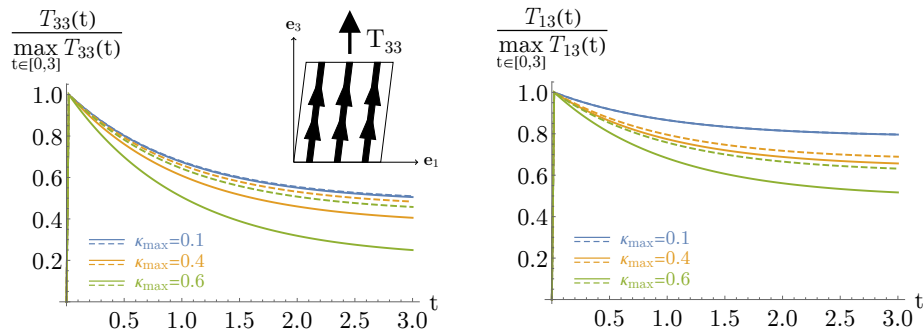 T₃₃(t)
max T₃₃(t)
t∈[0,3]
e₃
T₃₃
e₁
1.0
0.8
0.6
0.4
0.2
κmax=0.1
κmax=0.4
κmax=0.6
0.5 1.0 1.5 2.0 2.5 3.0
t
T₁₃(t)
max T₁₃(t)
t∈[0,3]
1.0
0.8
0.6
0.4
0.2
κmax=0.1
κmax=0.4
κmax=0.6
0.5 1.0 1.5 2.0 2.5 3.0
t